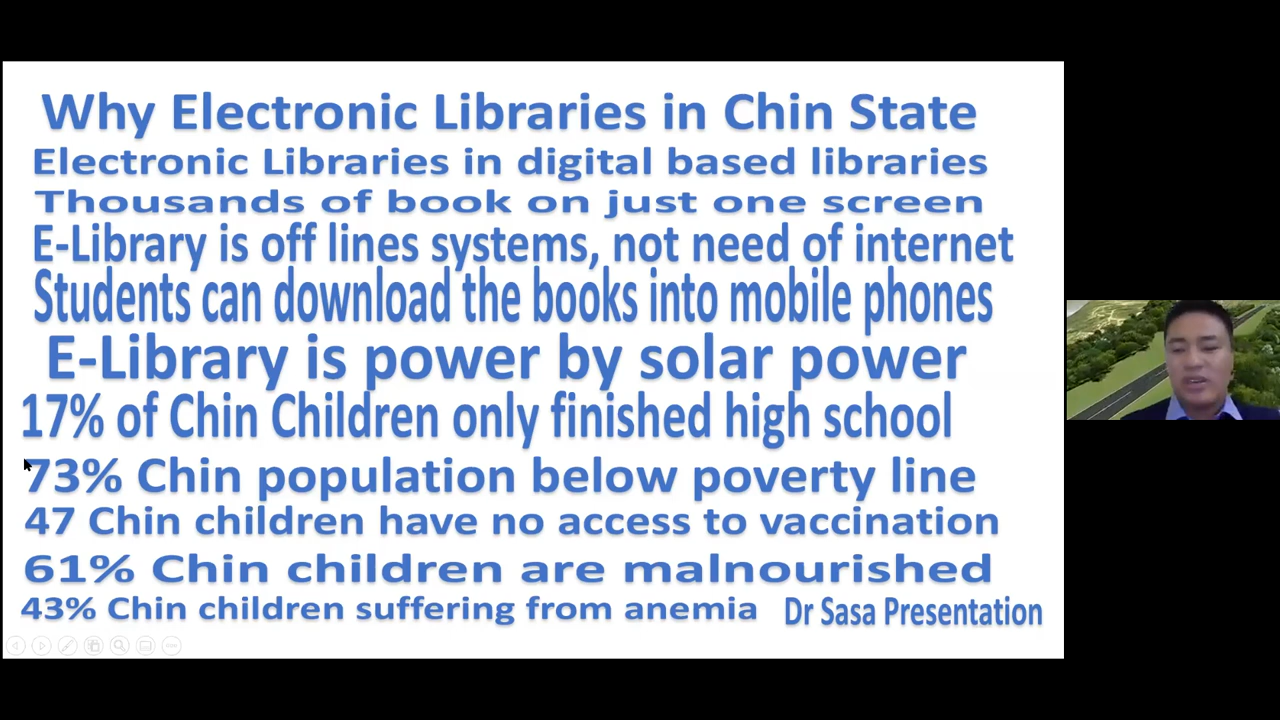 Why Electronic Libraries in Chin State
Electronic Libraries in digital based libraries
Thousands of book on just one screen
E-Library is off lines systems, not need of internet
Students can download the books into mobile phones
E-Library is power by solar power
17% of Chin Children only finished high school
73% Chin population below poverty line
47 Chin children have no access to vaccination
61% Chin children are malnourished
43% Chin children suffering from anemia
Dr Sasa Presentation